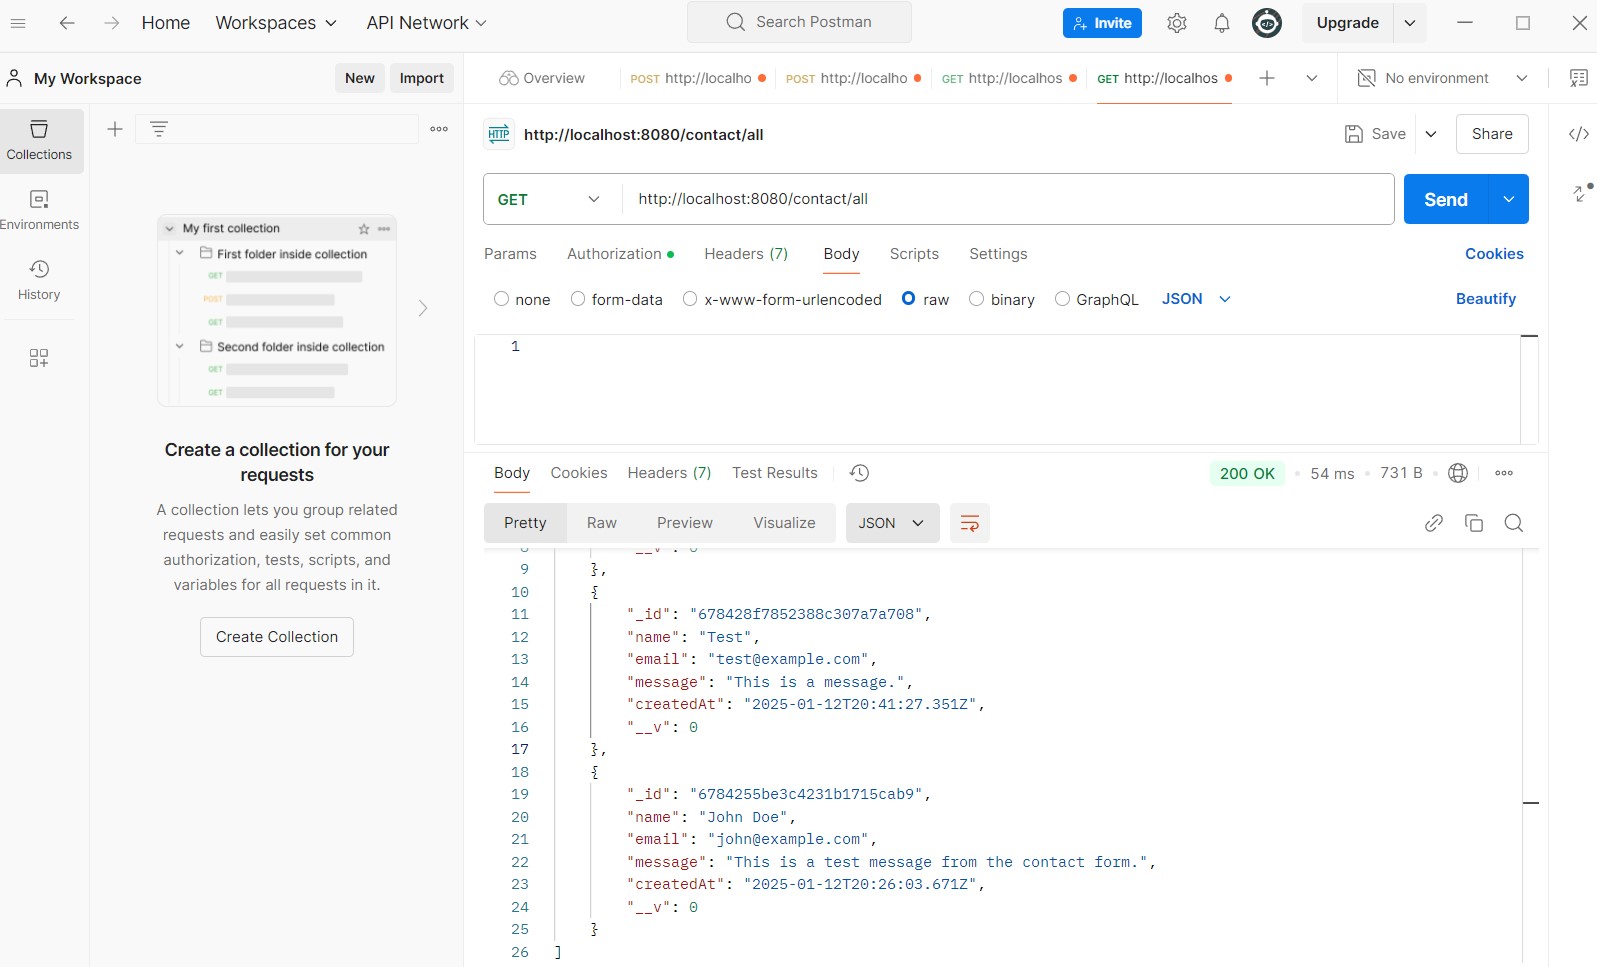 Home Workspaces API Network Search Postman Invite Upgrade
My Workspace New Import Overview POST http://localho POST http://localho GET http://localhos GET http://localhos No environment
Collections
Environments
History
My first collection
First folder inside collection
GET
POST
GET
Second folder inside collection
GET
GET
Create a collection for your
requests
A collection lets you group related
requests and easily set common
authorization, tests, scripts, and
variables for all requests in it.
Create Collection
HTTP http://localhost:8080/contact/all Save Share
GET http://localhost:8080/contact/all Send
Params Authorization Headers (7) Body Scripts Settings Cookies
none form-data x-www-form-urlencoded raw binary GraphQL JSON Beautify
1
Body Cookies Headers (7) Test Results 200 OK 54 ms 731 B
Pretty Raw Preview Visualize JSON
8 "__v": 0
9 },
10 {
11 "_id": "678428f7852388c307a7a708",
12 "name": "Test",
13 "email": "test@example.com",
14 "message": "This is a message.",
15 "createdAt": "2025-01-12T20:41:27.351Z",
16 "__v": 0
17 },
18 {
19 "_id": "6784255be3c4231b1715cab9",
20 "name": "John Doe",
21 "email": "john@example.com",
22 "message": "This is a test message from the contact form.",
23 "createdAt": "2025-01-12T20:26:03.671Z",
24 "__v": 0
25 }
26 ]